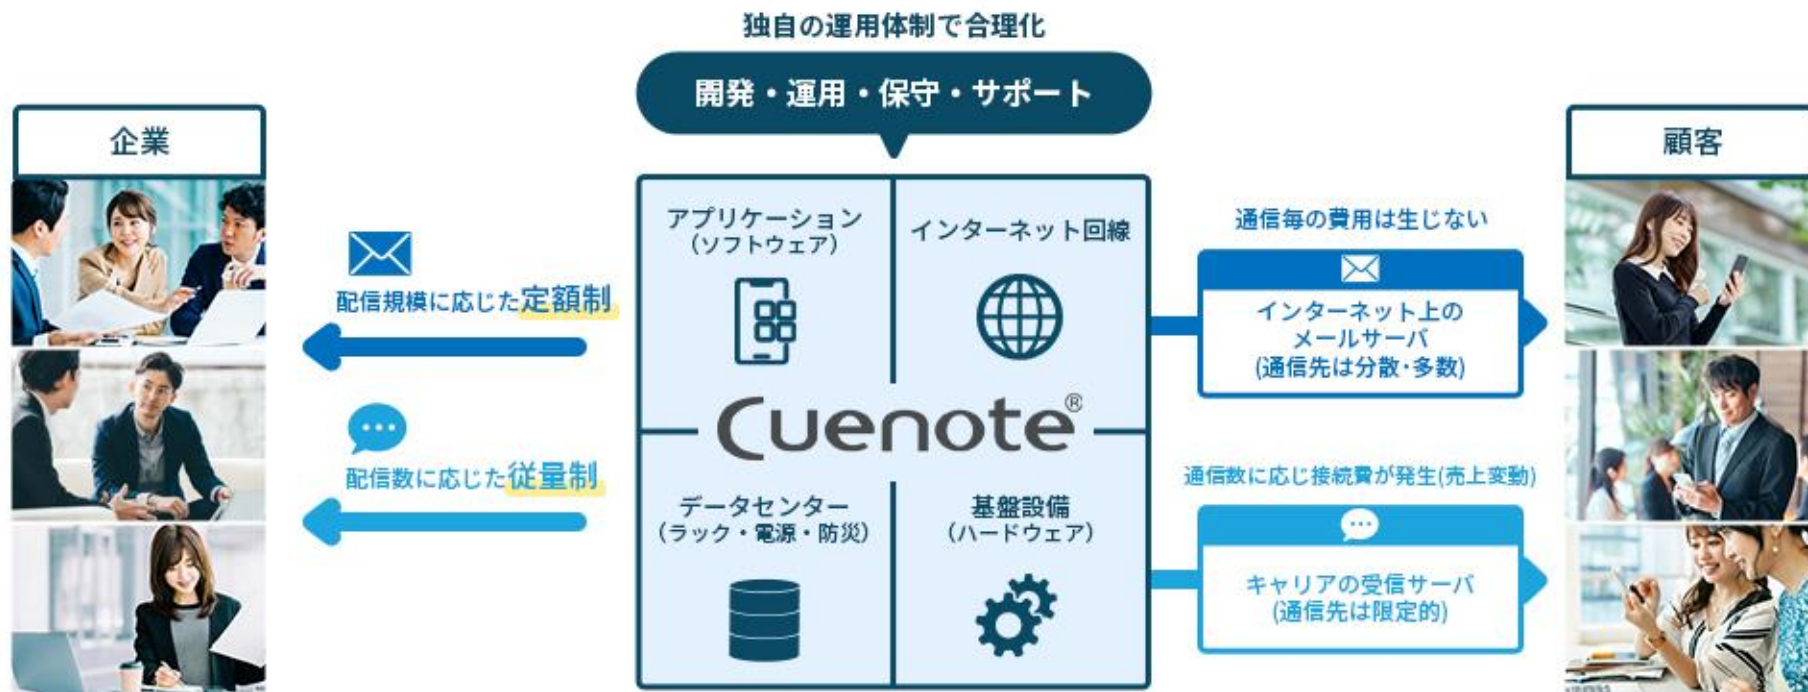 独自の運用体制で合理化
開発・運用・保守・サポート
企業
配信規模に応じた定額制
配信数に応じた従量制
アプリケーション
（ソフトウェア）
インターネット回線
Cuenote®
データセンター
（ラック・電源・防災）
基盤設備
（ハードウェア）
通信毎の費用は生じない
インターネット上の
メールサーバ
(通信先は分散･多数)
通信数に応じ接続費が発生(売上変動)
キャリアの受信サーバ
(通信先は限定的)
顧客